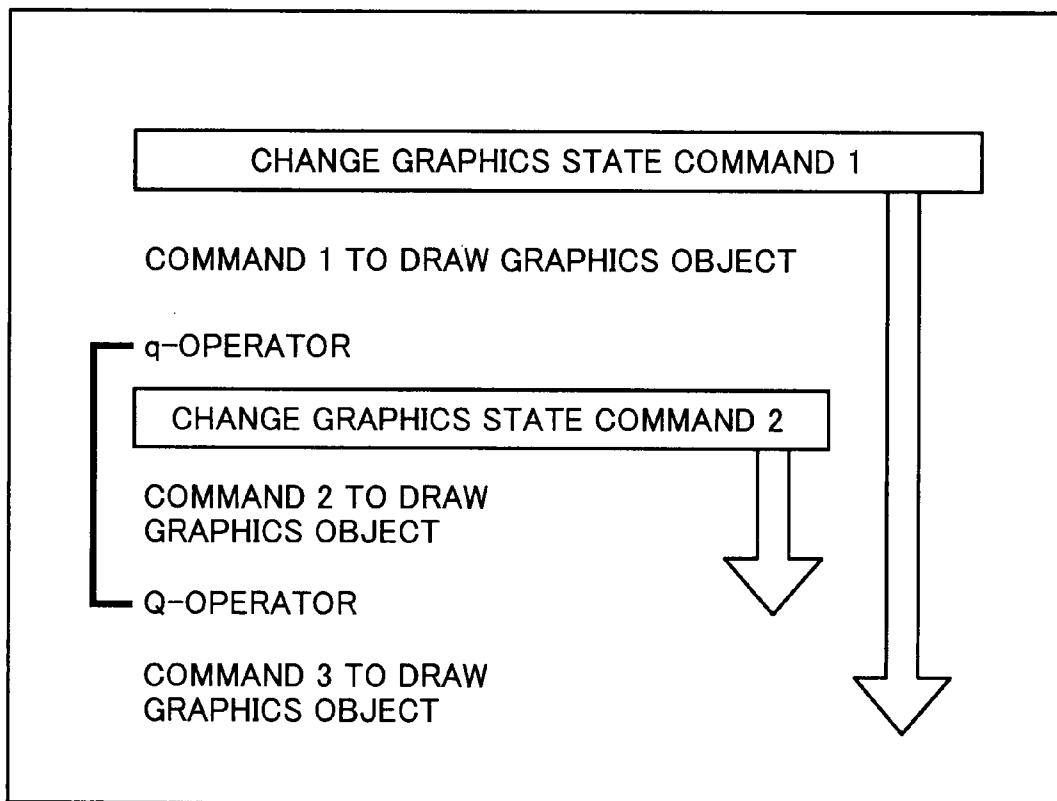 CHANGE GRAPHICS STATE COMMAND 1
COMMAND 1 TO DRAW GRAPHICS OBJECT
q-OPERATOR
CHANGE GRAPHICS STATE COMMAND 2
COMMAND 2 TO DRAW
GRAPHICS OBJECT
Q-OPERATOR
COMMAND 3 TO DRAW
GRAPHICS OBJECT